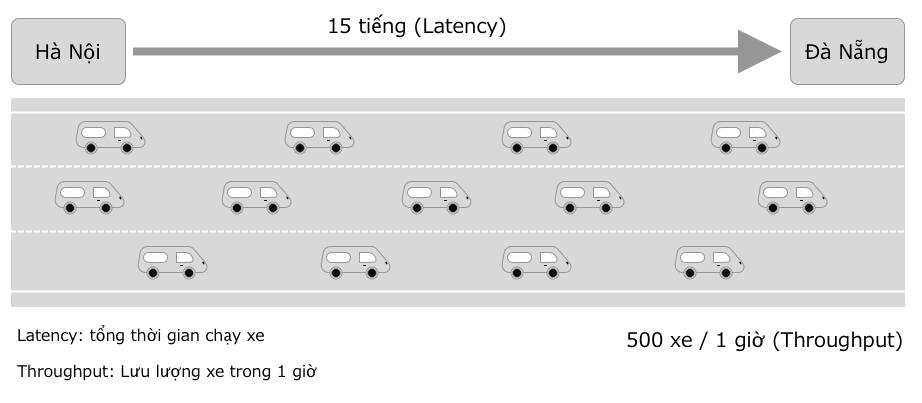 15 tiếng (Latency)
Hà Nội
Đà Nẵng
Latency: tổng thời gian chạy xe
500 xe / 1 giờ (Throughput)
Throughput: Lưu lượng xe trong 1 giờ